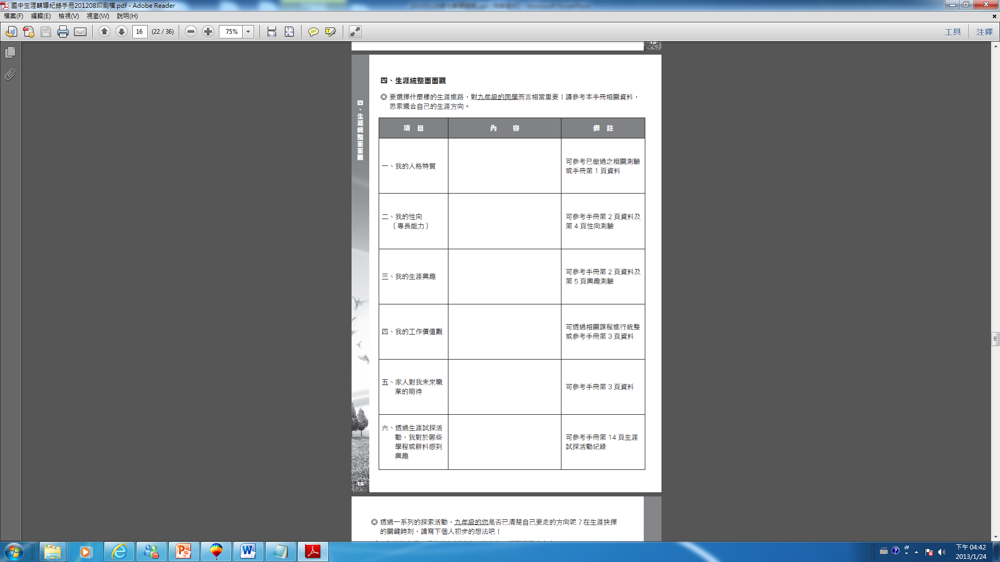 國中生涯輔導紀錄手冊201208印刷檔.pdf - Adobe Reader
檔案(F) 編輯(E) 檢視(V) 視窗(W) 說明(H)
16 (22 / 36) 75% 工具 注釋
四、生涯統整面面觀
◎ 要選擇什麼樣的生涯進路，對九年級的同學而言相當重要！請參考本手冊相關資料，
思索適合自己的生涯方向。
四、生涯統整面面觀
項 目 內 容 備 註
一、我的人格特質
可參考已做過之相關測驗
或手冊第 1 頁資料
二、我的性向
（專長能力）
可參考手冊第 2 頁資料及
第 4 頁性向測驗
三、我的生涯興趣
可參考手冊第 2 頁資料及
第 5 頁興趣測驗
四、我的工作價值觀
可透過相關課程進行統整
或參考手冊第 3 頁資料
五、家人對我未來職
業的期待
可參考手冊第 3 頁資料
六、透過生涯試探活
動，我對於哪些
學程或群科感到
興趣
可參考手冊第 14 頁生涯
試探活動紀錄
16
◎ 透過一系列的探索活動，九年級的您是否已清楚自己要走的方向呢？在生涯抉擇
的關鍵時刻，請寫下個人初步的想法吧！
下午 04:42
2013/1/24